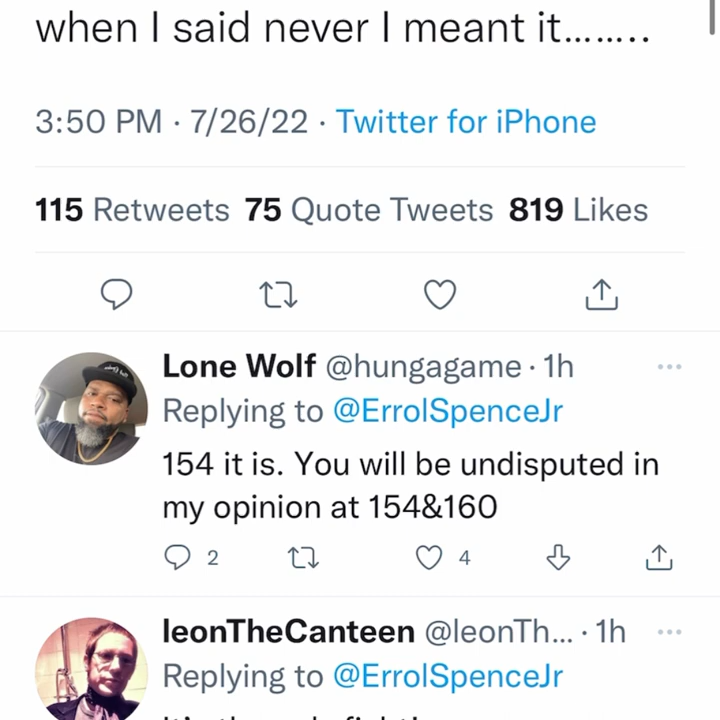 when I said never I meant it........
3:50 PM · 7/26/22 · Twitter for iPhone
115 Retweets 75 Quote Tweets 819 Likes
Lone Wolf @hungagame · 1h
Replying to @ErrolSpenceJr
154 it is. You will be undisputed in
my opinion at 154&160
2 4
leonTheCanteen @leonTh... · 1h
Replying to @ErrolSpenceJr